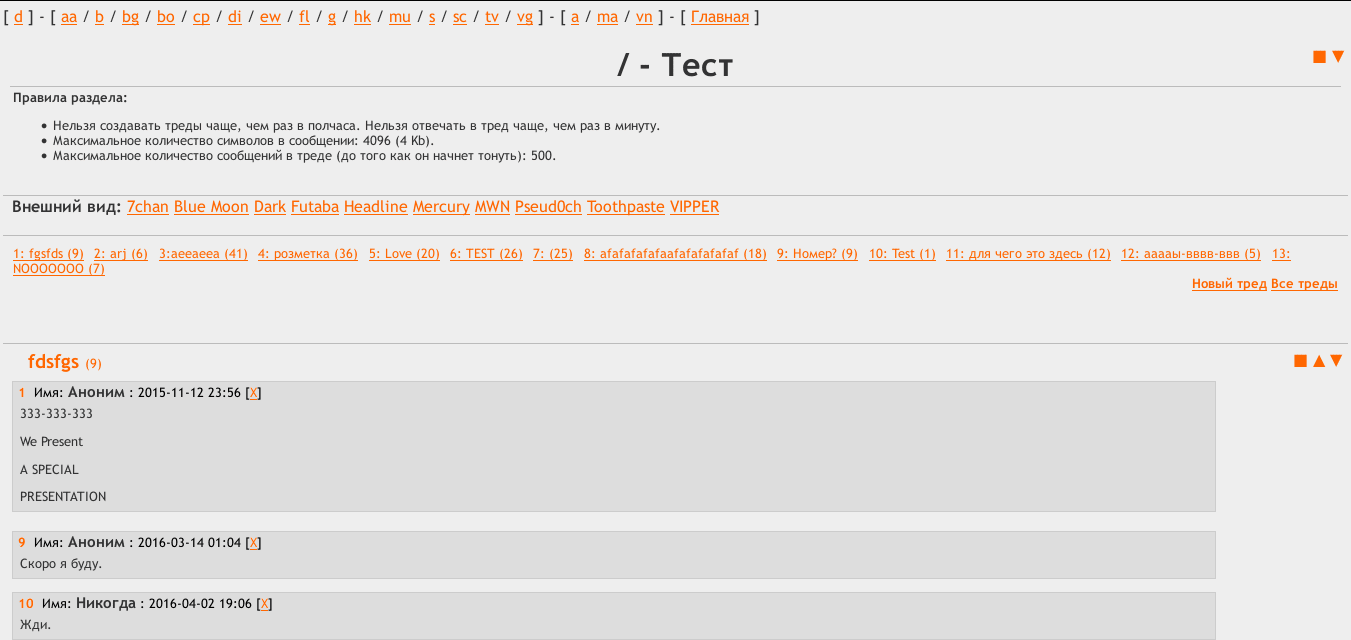 [ d ] - [ aa / b / bg / bo / cp / di / ew / fl / g / hk / mu / s / sc / tv / vg ] - [ a / ma / vn ] - [ Главная ]
/ - Тест ■ ▼
Правила раздела:
• Нельзя создавать треды чаще, чем раз в полчаса. Нельзя отвечать в тред чаще, чем раз в минуту.
• Максимальное количество символов в сообщении: 4096 (4 Kb).
• Максимальное количество сообщений в треде (до того как он начнет тонуть): 500.
Внешний вид: 7chan Blue Moon Dark Futaba Headline Mercury MWN Pseud0ch Toothpaste VIPPER
1: fgsfds (9) 2: arj (6) 3:aeeaeea (41) 4: розметка (36) 5: Love (20) 6: TEST (26) 7: (25) 8: afafafafafaafafafafafaf (18) 9: Номер? (9) 10: Test (1) 11: для чего это здесь (12) 12: ааааы-вввв-ввв (5) 13:
NOOOOOOO (7)
Новый тред Все треды
fdsfgs (9) ■ ▲ ▼
1 Имя: Аноним : 2015-11-12 23:56 [X]
333-333-333
We Present
A SPECIAL
PRESENTATION
9 Имя: Аноним : 2016-03-14 01:04 [X]
Скоро я буду.
10 Имя: Никогда : 2016-04-02 19:06 [X]
Жди.